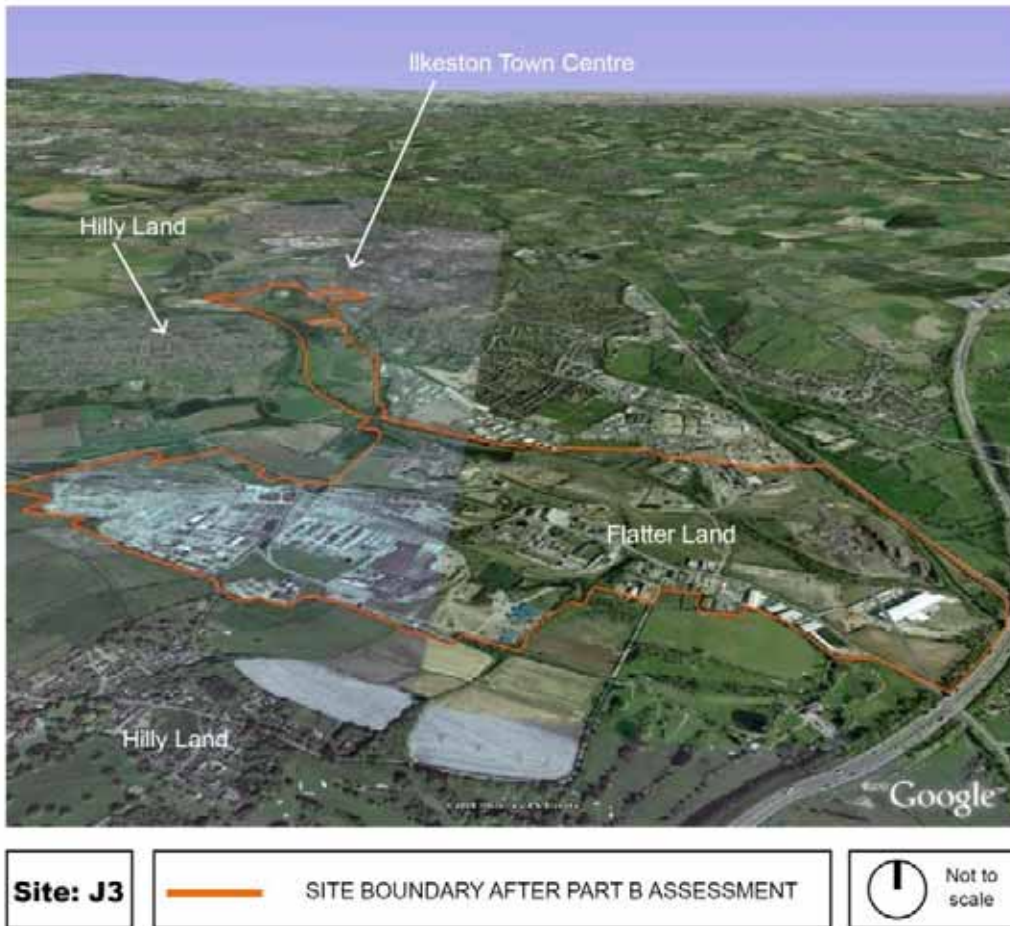 Ilkeston Town Centre
Hilly Land
Flatter Land
Hilly Land
Google
Site: J3
SITE BOUNDARY AFTER PART B ASSESSMENT
Not to
scale